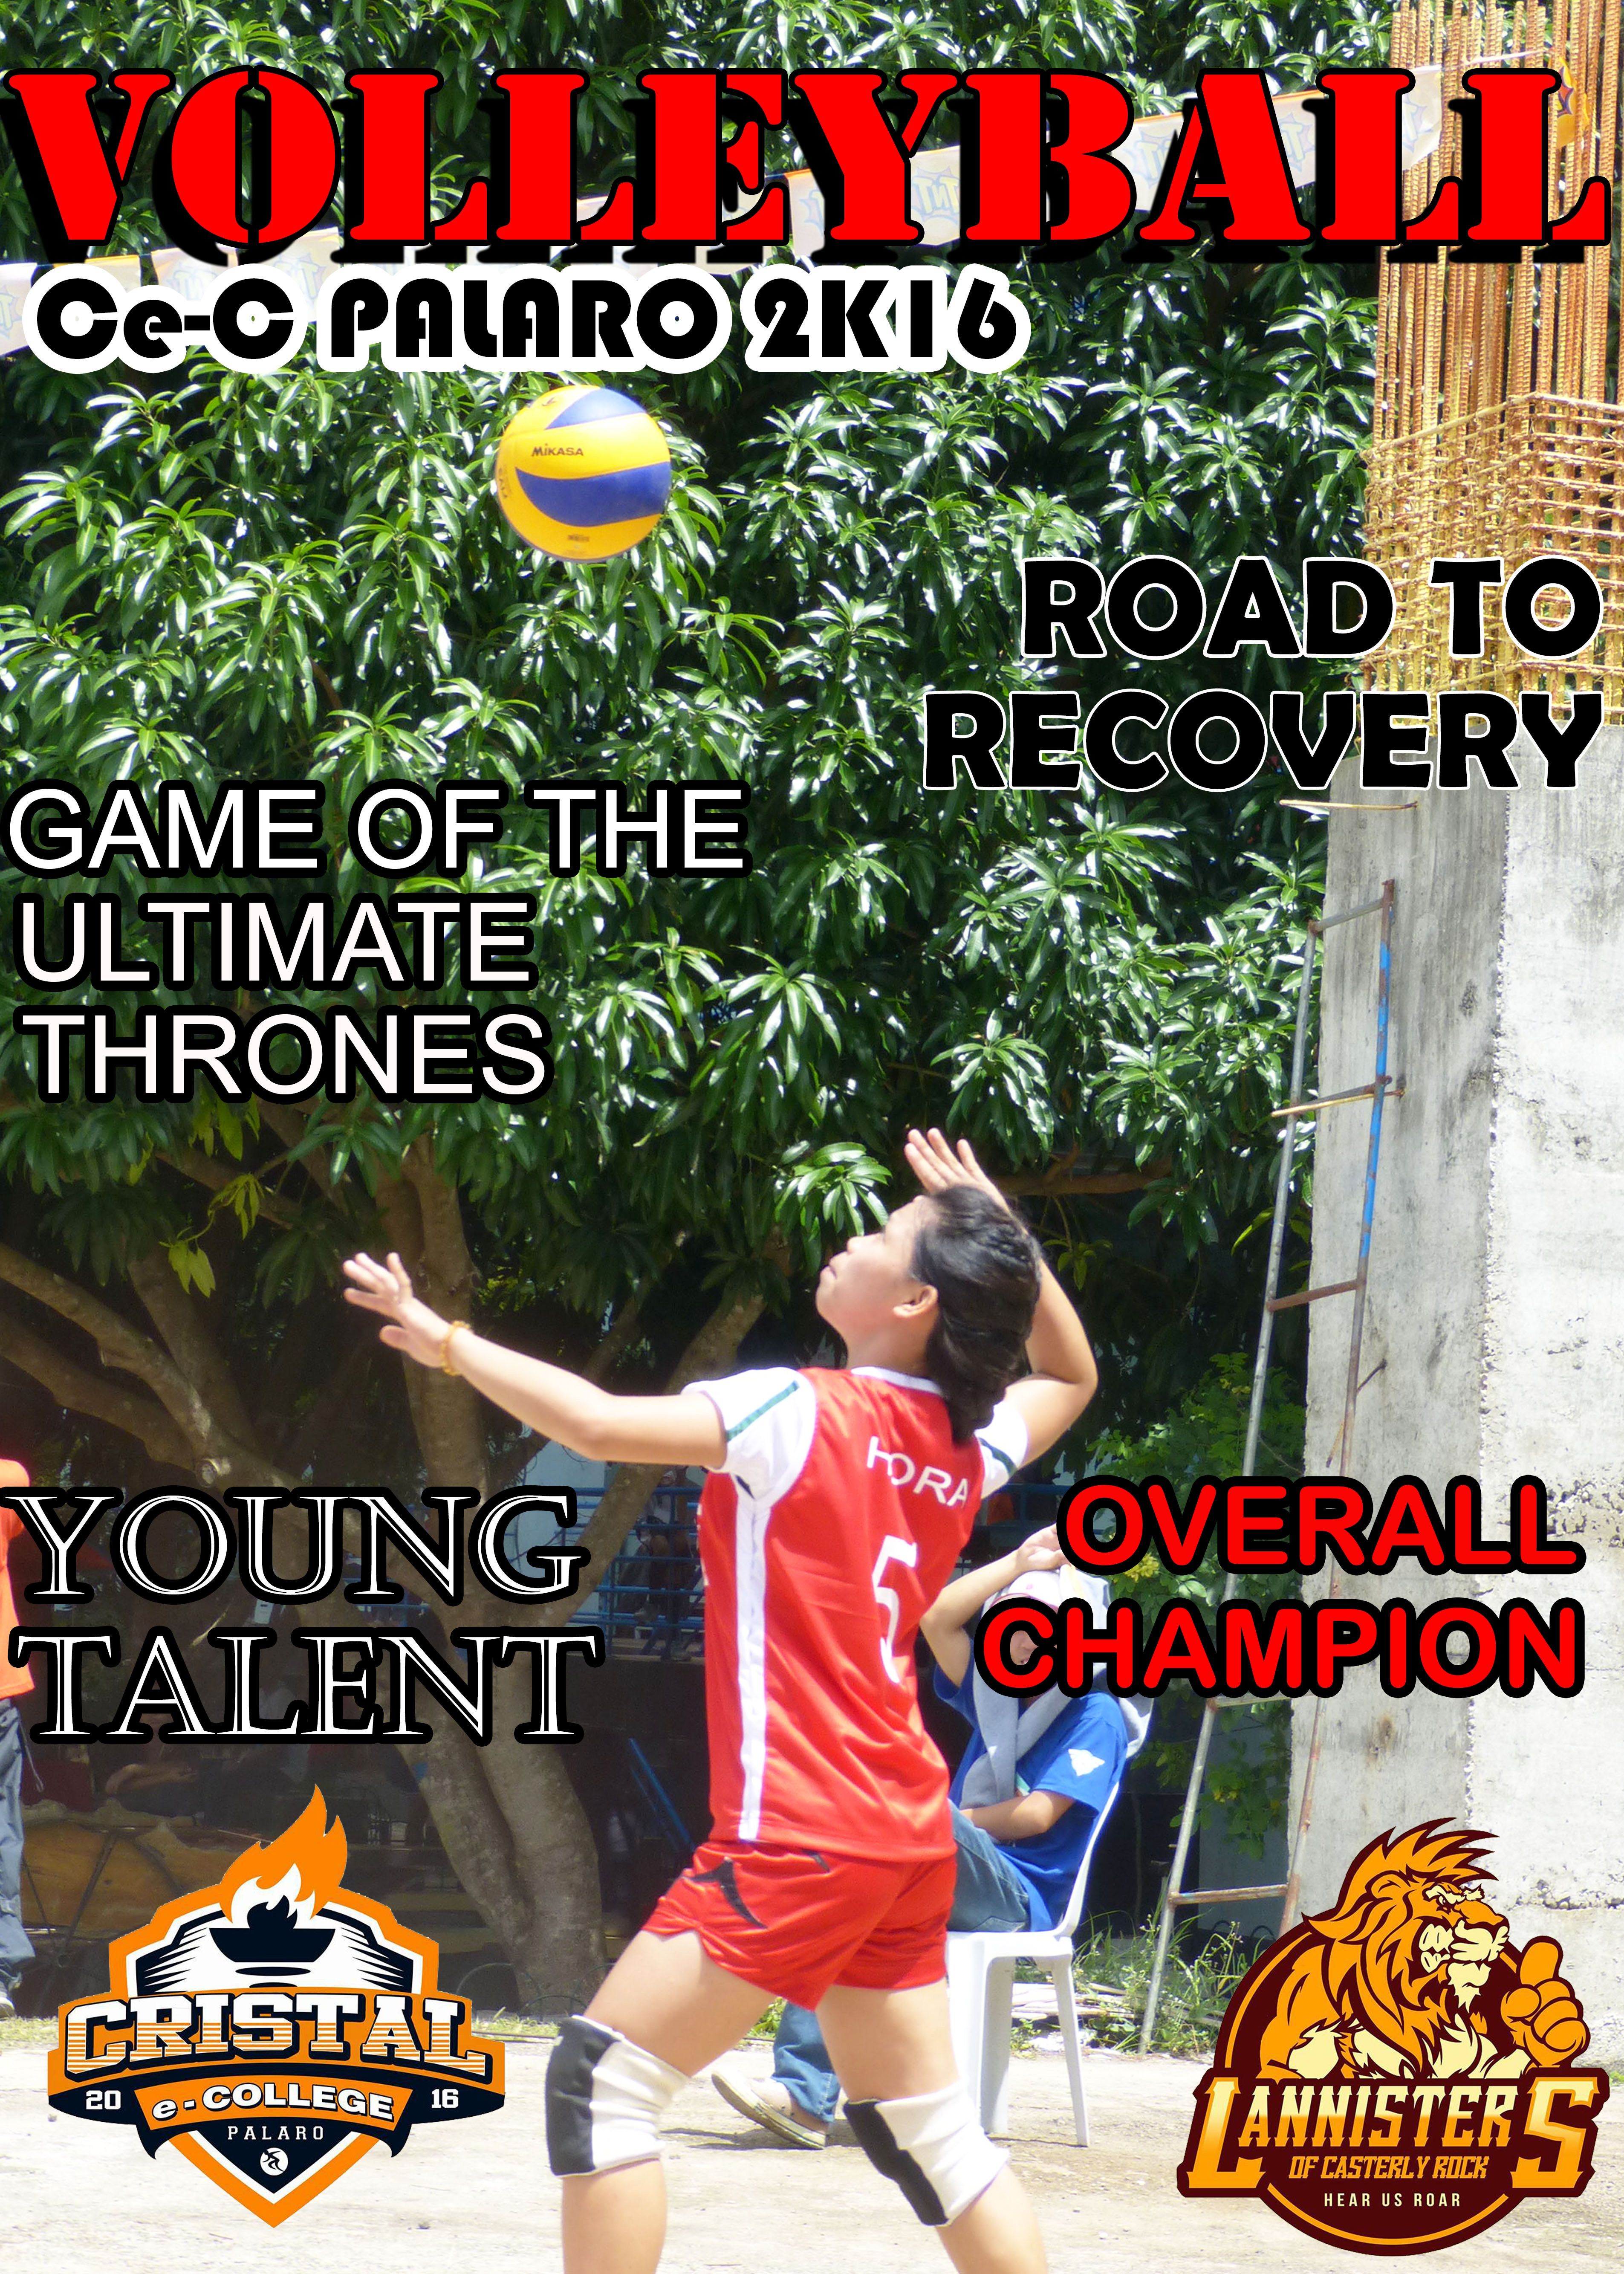 VOLLEYBALL
Ce-C PALARO 2K16
MIKASA
ROAD TO
RECOVERY
GAME OF THE
ULTIMATE
THRONES
HORA
5
YOUNG
TALENT
OVERALL
CHAMPION
CRISTAL
20 e-COLLEGE 16
PALARO
LANNISTERS
OF CASTERLY ROCK
HEAR US ROAR